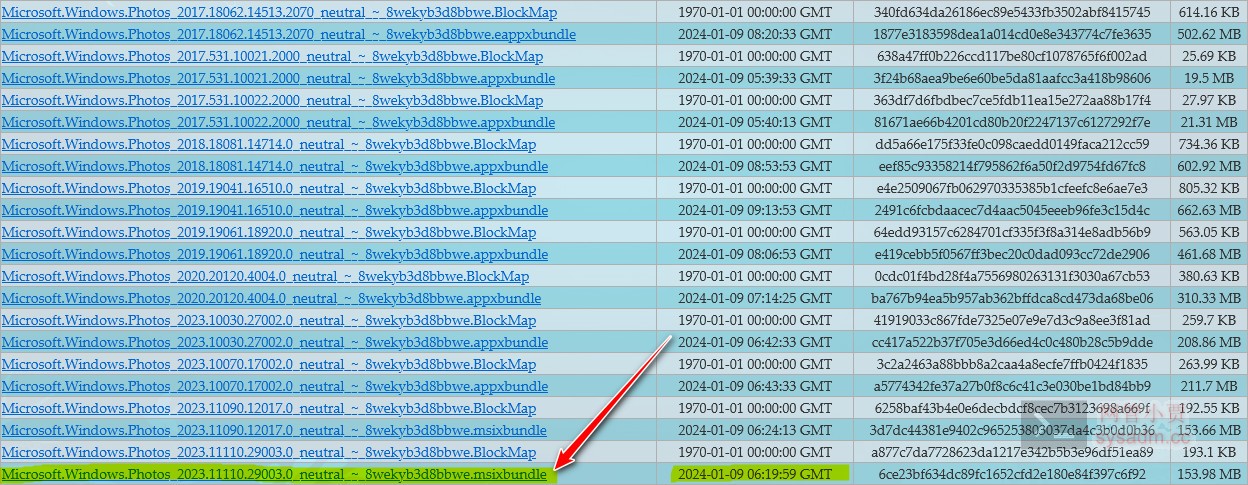 Microsoft.Windows.Photos_2017.18062.14513.2070_neutral_~_8wekyb3d8bbwe.BlockMap 1970-01-01 00:00:00 GMT 340fd634da26186ec89e5433fb3502abf8415745 614.16 KB
Microsoft.Windows.Photos_2017.18062.14513.2070_neutral_~_8wekyb3d8bbwe.eappxbundle 2024-01-09 08:20:33 GMT 1877e3183598dea1a014cd0e8e343774c7fe3635 502.62 MB
Microsoft.Windows.Photos_2017.531.10021.2000_neutral_~_8wekyb3d8bbwe.BlockMap 1970-01-01 00:00:00 GMT 638a47ff0b226ccd117be80cf1078765f6f002ad 25.69 KB
Microsoft.Windows.Photos_2017.531.10021.2000_neutral_~_8wekyb3d8bbwe.appxbundle 2024-01-09 05:39:33 GMT 3f24b68aea9be6e60be5da81aafcc3a418b98606 19.5 MB
Microsoft.Windows.Photos_2017.531.10022.2000_neutral_~_8wekyb3d8bbwe.BlockMap 1970-01-01 00:00:00 GMT 363df7d6fbdbec7ce5fdb11ea15e272aa88b17f4 27.97 KB
Microsoft.Windows.Photos_2017.531.10022.2000_neutral_~_8wekyb3d8bbwe.appxbundle 2024-01-09 05:40:13 GMT 81671ae66b4201cd80b20f2247137c6127292f7e 21.31 MB
Microsoft.Windows.Photos_2018.18081.14714.0_neutral_~_8wekyb3d8bbwe.BlockMap 1970-01-01 00:00:00 GMT dd5a66e175f33fe0c098caedd0149faca212cc59 734.36 KB
Microsoft.Windows.Photos_2018.18081.14714.0_neutral_~_8wekyb3d8bbwe.appxbundle 2024-01-09 08:53:53 GMT eef85c93358214f795862f6a50f2d9754fd67fc8 602.92 MB
Microsoft.Windows.Photos_2019.19041.16510.0_neutral_~_8wekyb3d8bbwe.BlockMap 1970-01-01 00:00:00 GMT e4e2509067fb062970335385b1cfeefc8e6ae7e3 805.32 KB
Microsoft.Windows.Photos_2019.19041.16510.0_neutral_~_8wekyb3d8bbwe.appxbundle 2024-01-09 09:13:53 GMT 2491c6fcbdaacec7d4aac5045eeeb96fe3c15d4c 662.63 MB
Microsoft.Windows.Photos_2019.19061.18920.0_neutral_~_8wekyb3d8bbwe.BlockMap 1970-01-01 00:00:00 GMT 64edd93157c6284701cf335f3f8a314e8adb56b9 563.05 KB
Microsoft.Windows.Photos_2019.19061.18920.0_neutral_~_8wekyb3d8bbwe.appxbundle 2024-01-09 08:06:53 GMT e419cebb5f0567ff3bec20c0dad093cc72de2906 461.68 MB
Microsoft.Windows.Photos_2020.20120.4004.0_neutral_~_8wekyb3d8bbwe.BlockMap 1970-01-01 00:00:00 GMT 0cdc01f4bd28f4a7556980263131f3030a67cb53 380.63 KB
Microsoft.Windows.Photos_2020.20120.4004.0_neutral_~_8wekyb3d8bbwe.appxbundle 2024-01-09 07:14:25 GMT ba767b94ea5b957ab362bffdca8cd473da68be06 310.33 MB
Microsoft.Windows.Photos_2023.10030.27002.0_neutral_~_8wekyb3d8bbwe.BlockMap 1970-01-01 00:00:00 GMT 41919033c867fde7325e07e9e7d3c9a8ee3f81ad 259.7 KB
Microsoft.Windows.Photos_2023.10030.27002.0_neutral_~_8wekyb3d8bbwe.appxbundle 2024-01-09 06:42:33 GMT cc417a522b37f705e3d66ed4c0c480b28c5b9dde 208.86 MB
Microsoft.Windows.Photos_2023.10070.17002.0_neutral_~_8wekyb3d8bbwe.BlockMap 1970-01-01 00:00:00 GMT 3c2a2463a88bbb8a2caa4a8ecfe7ffb0424f1835 263.99 KB
Microsoft.Windows.Photos_2023.10070.17002.0_neutral_~_8wekyb3d8bbwe.appxbundle 2024-01-09 06:43:33 GMT a5774342fe37a27b0f8c6c41c3e030be1bd84bb9 211.7 MB
Microsoft.Windows.Photos_2023.11090.12017.0_neutral_~_8wekyb3d8bbwe.BlockMap 1970-01-01 00:00:00 GMT 6258baf43b4e0e6decbdcf8cec7b3123698a669f 192.55 KB
Microsoft.Windows.Photos_2023.11090.12017.0_neutral_~_8wekyb3d8bbwe.msixbundle 2024-01-09 06:24:13 GMT 3d7dc44381e9402c965253803037da4c3b0d0b36 153.66 MB
Microsoft.Windows.Photos_2023.11110.29003.0_neutral_~_8wekyb3d8bbwe.BlockMap 1970-01-01 00:00:00 GMT a877c7da7728623da1217e342b5b3e96df51ea89 193.1 KB
Microsoft.Windows.Photos_2023.11110.29003.0_neutral_~_8wekyb3d8bbwe.msixbundle 2024-01-09 06:19:59 GMT 6ce23bf634dc89fc1652cfd2e180e84f397c6f92 153.98 MB
sysadm.cc